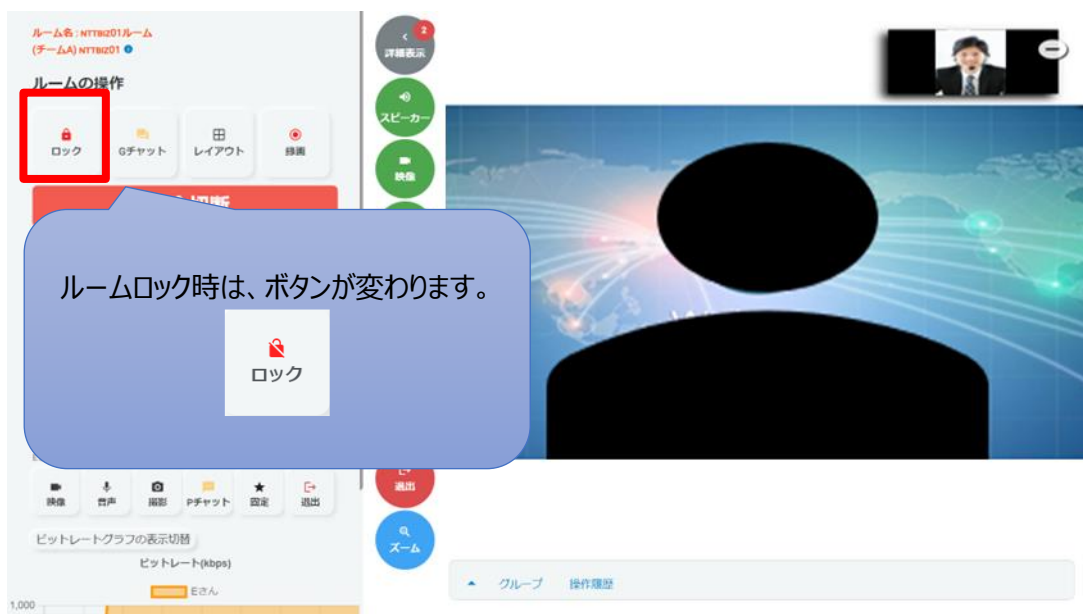 ルーム名 : NTTBIZ01ルーム
(チームA) NTTBIZ01
ルームの操作
ロック
Gチャット
レイアウト
録画
切断
ルームロック時は、ボタンが変わります。
ロック
映像
音声
撮影
Pチャット
固定
退出
ビットレートグラフの表示切替
ビットレート(kbps)
Eさん
1,000
2
詳細表示
スピーカー
映像
退出
ズーム
グループ 操作履歴